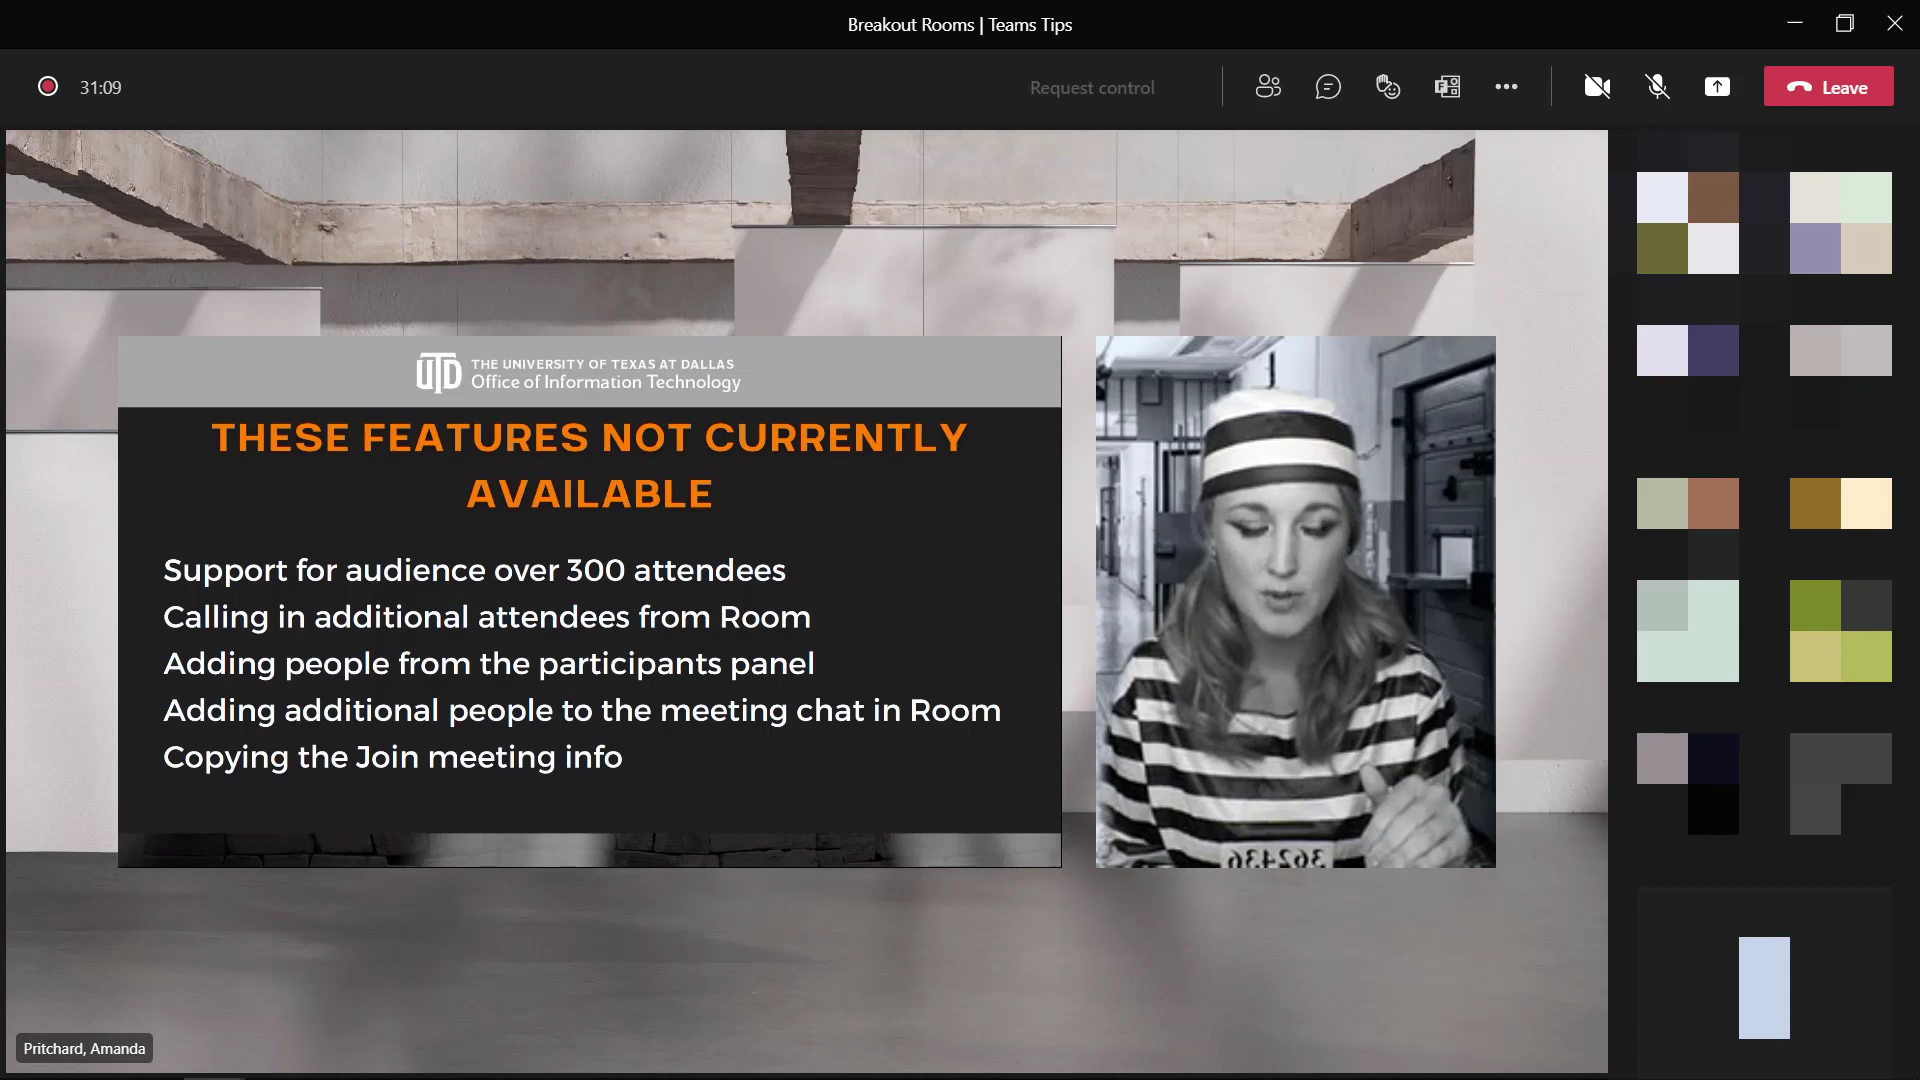 Breakout Rooms | Teams Tips
31:09
Request control
Leave
UTD
THE UNIVERSITY OF TEXAS AT DALLAS
Office of Information Technology
THESE FEATURES NOT CURRENTLY
AVAILABLE
Support for audience over 300 attendees
Calling in additional attendees from Room
Adding people from the participants panel
Adding additional people to the meeting chat in Room
Copying the Join meeting info
362436
Pritchard, Amanda